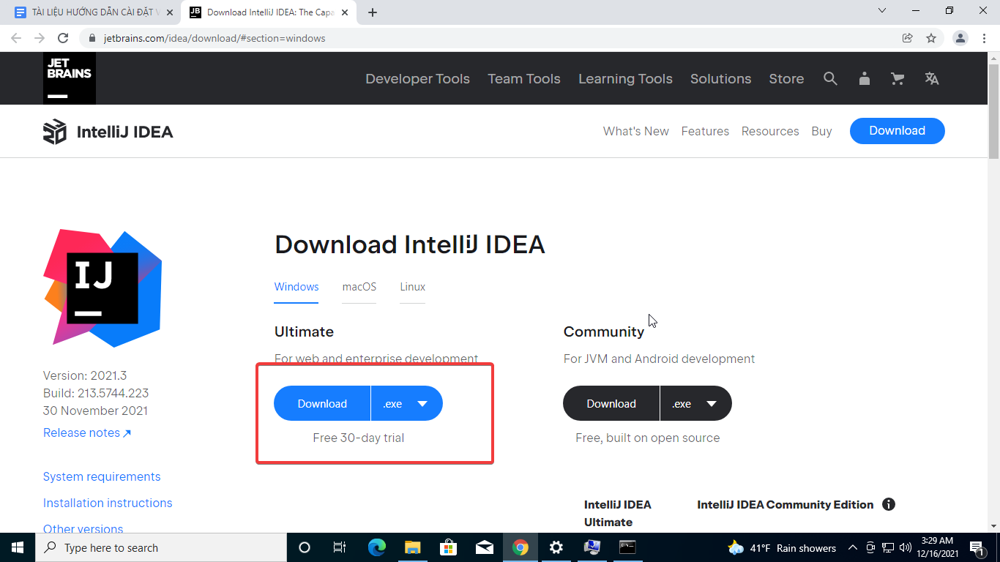 TÀI LIỆU HƯỚNG DẪN CÀI ĐẶT V
Download IntelliJ IDEA: The Capa
jetbrains.com/idea/download/#section=windows
JET
BRAINS
Developer Tools
Team Tools
Learning Tools
Solutions
Store
IntelliJ IDEA
What's New
Features
Resources
Buy
Download
IJ
Download IntelliJ IDEA
Windows
macOS
Linux
Ultimate
Community
For web and enterprise development
For JVM and Android development
Download
.exe
Download
.exe
Free 30-day trial
Free, built on open source
Version: 2021.3
Build: 213.5744.223
30 November 2021
Release notes ↗
System requirements
Installation instructions
Other versions
IntelliJ IDEA
Ultimate
IntelliJ IDEA Community Edition
Type here to search
41°F Rain showers
3:29 AM
12/16/2021
1